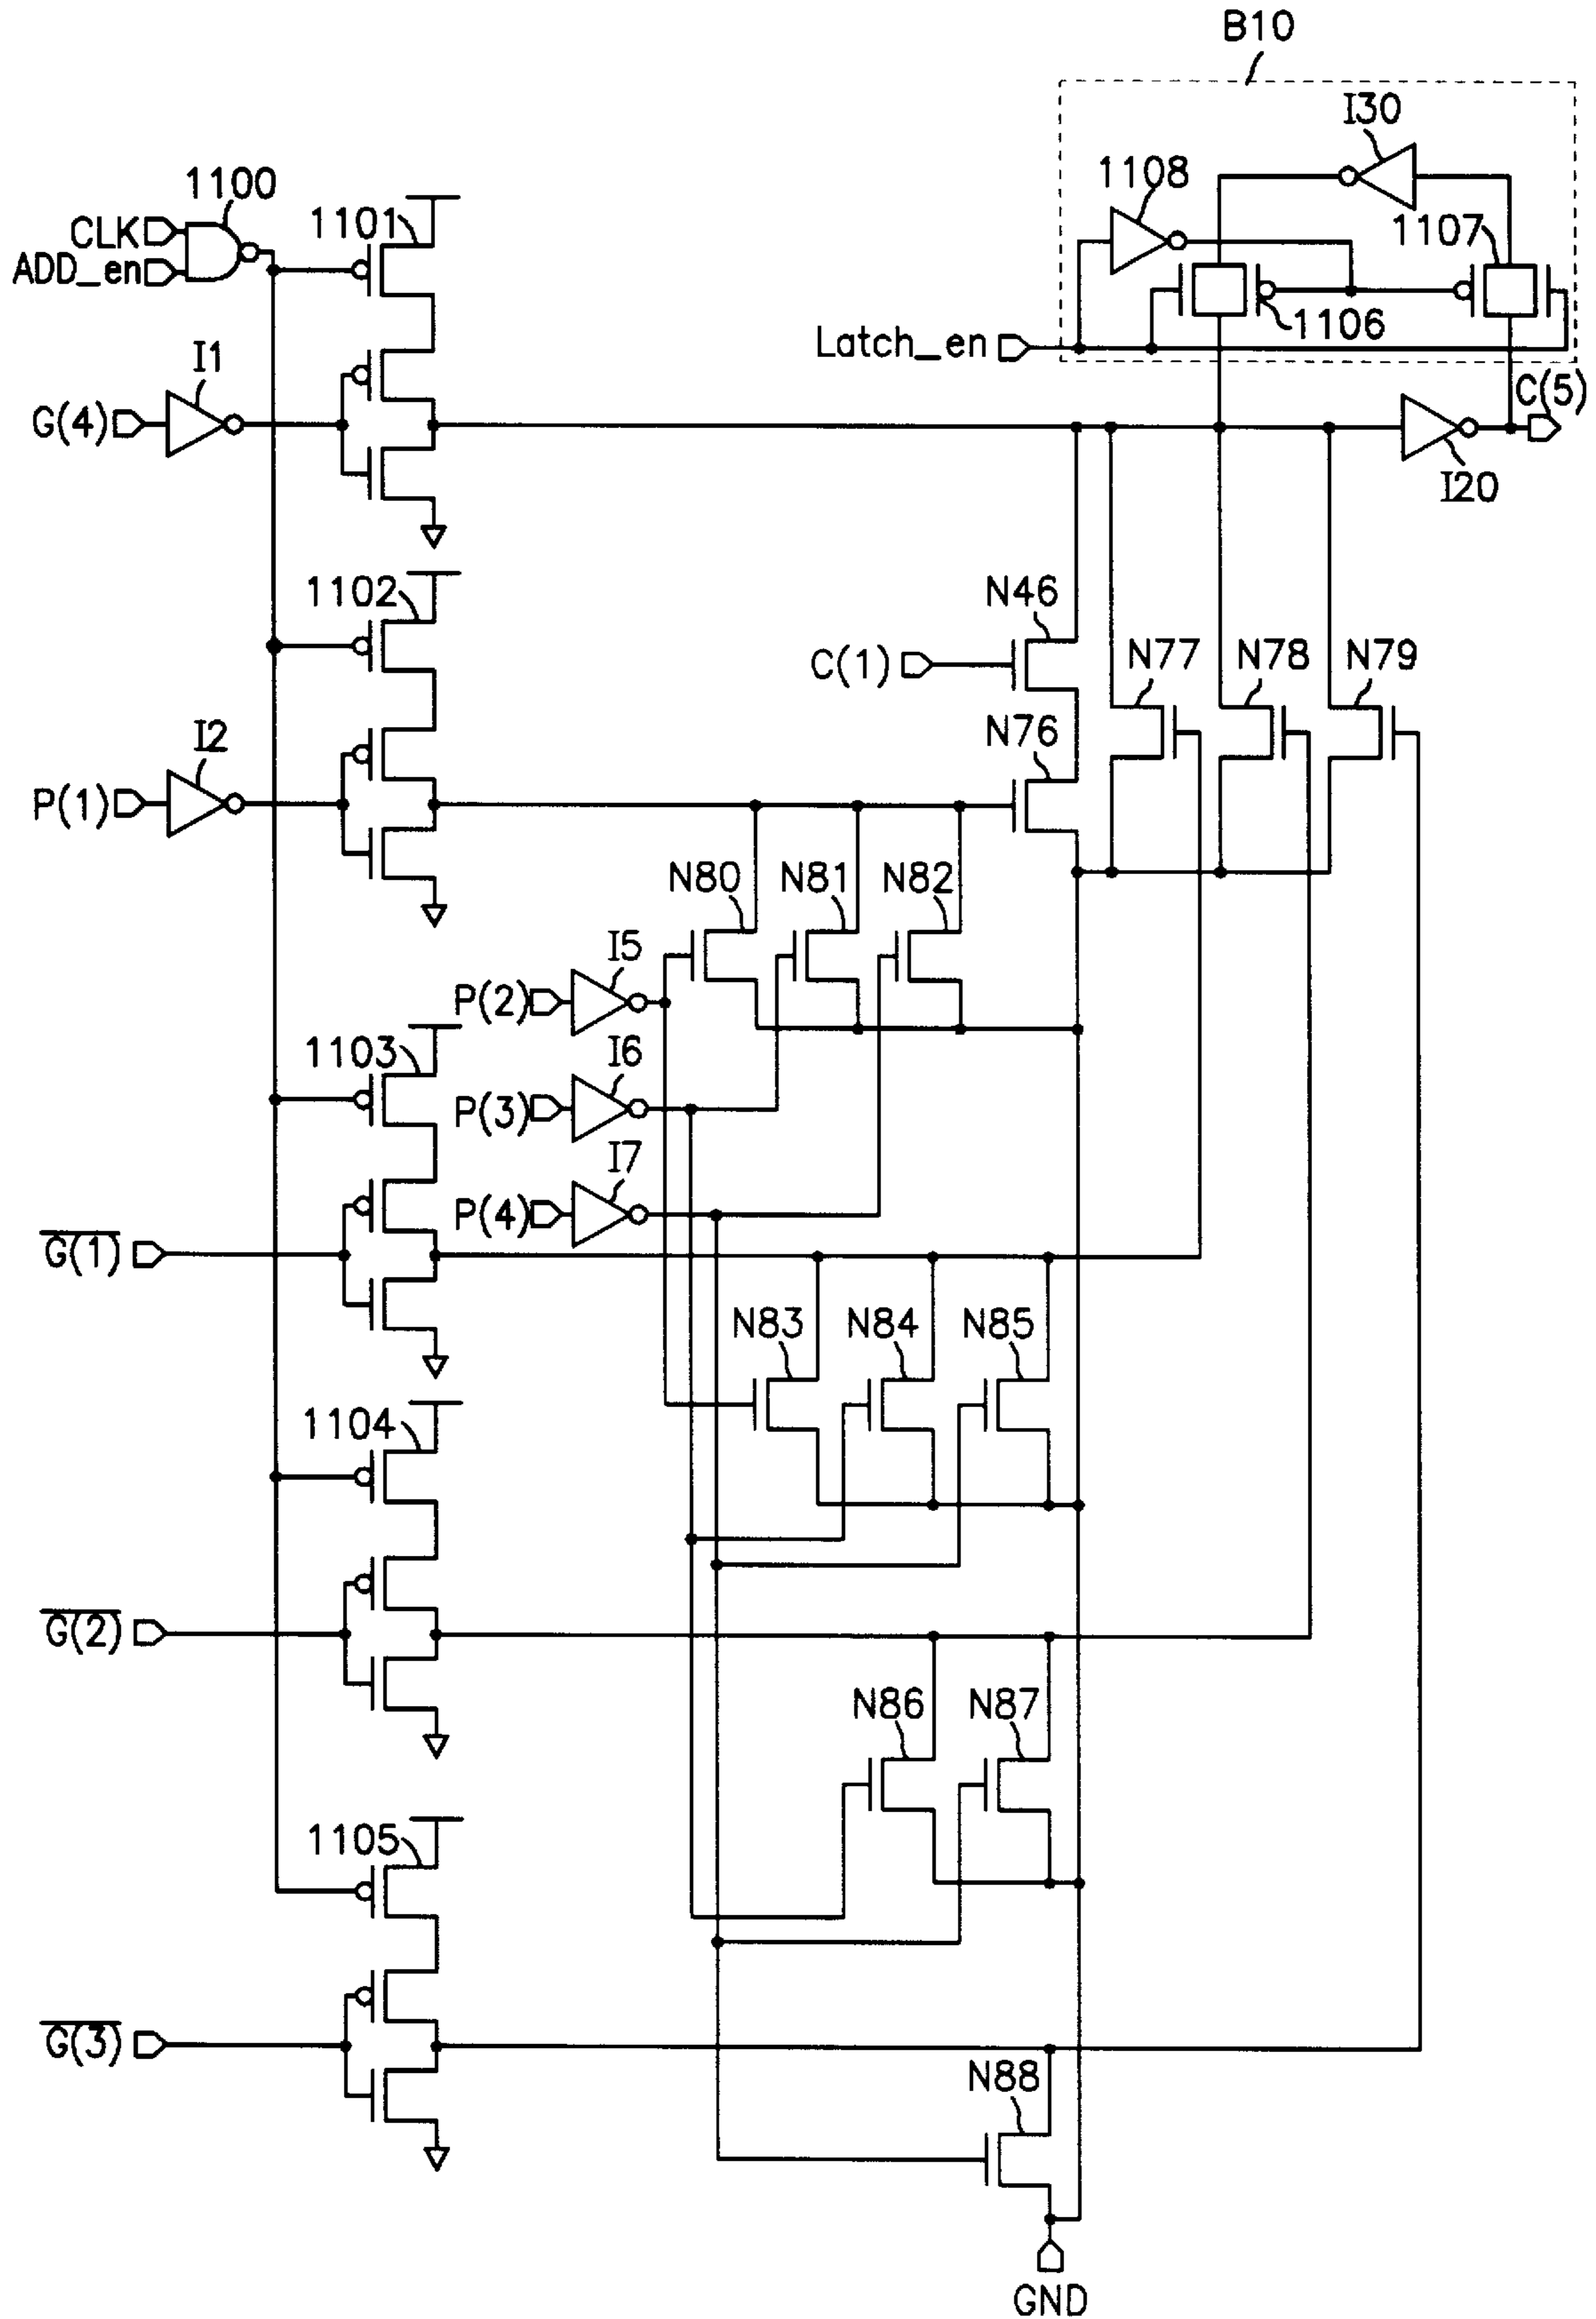 B10
I30
1108
1107
1106
Latch_en
C(5)
I20
1100
CLK
ADD_en
1101
I1
G(4)
1102
I2
P(1)
N46
C(1)
N76
N77
N78
N79
N80
N81
N82
P(2)
I5
P(3)
I6
P(4)
I7
1103
G(1)
N83
N84
N85
1104
G(2)
N86
N87
1105
G(3)
N88
GND